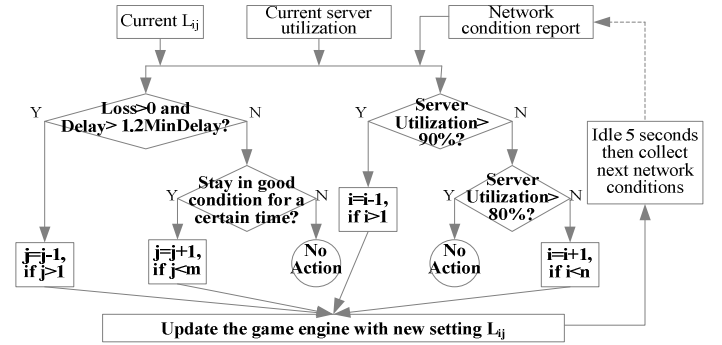 Current Lij
Current server
utilization
Network
condition report
Y
Loss>0 and
Delay> 1.2MinDelay?
N
Y
Server
Utilization>
90%?
N
Idle 5 seconds
then collect
next network
conditions
Y
Stay in good
condition for a
certain time?
N
i=i-1,
if i>1
Y
Server
Utilization>
80%?
N
j=j-1,
if j>1
j=j+1,
if j<m
No
Action
No
Action
i=i+1,
if i<n
Update the game engine with new setting Lij